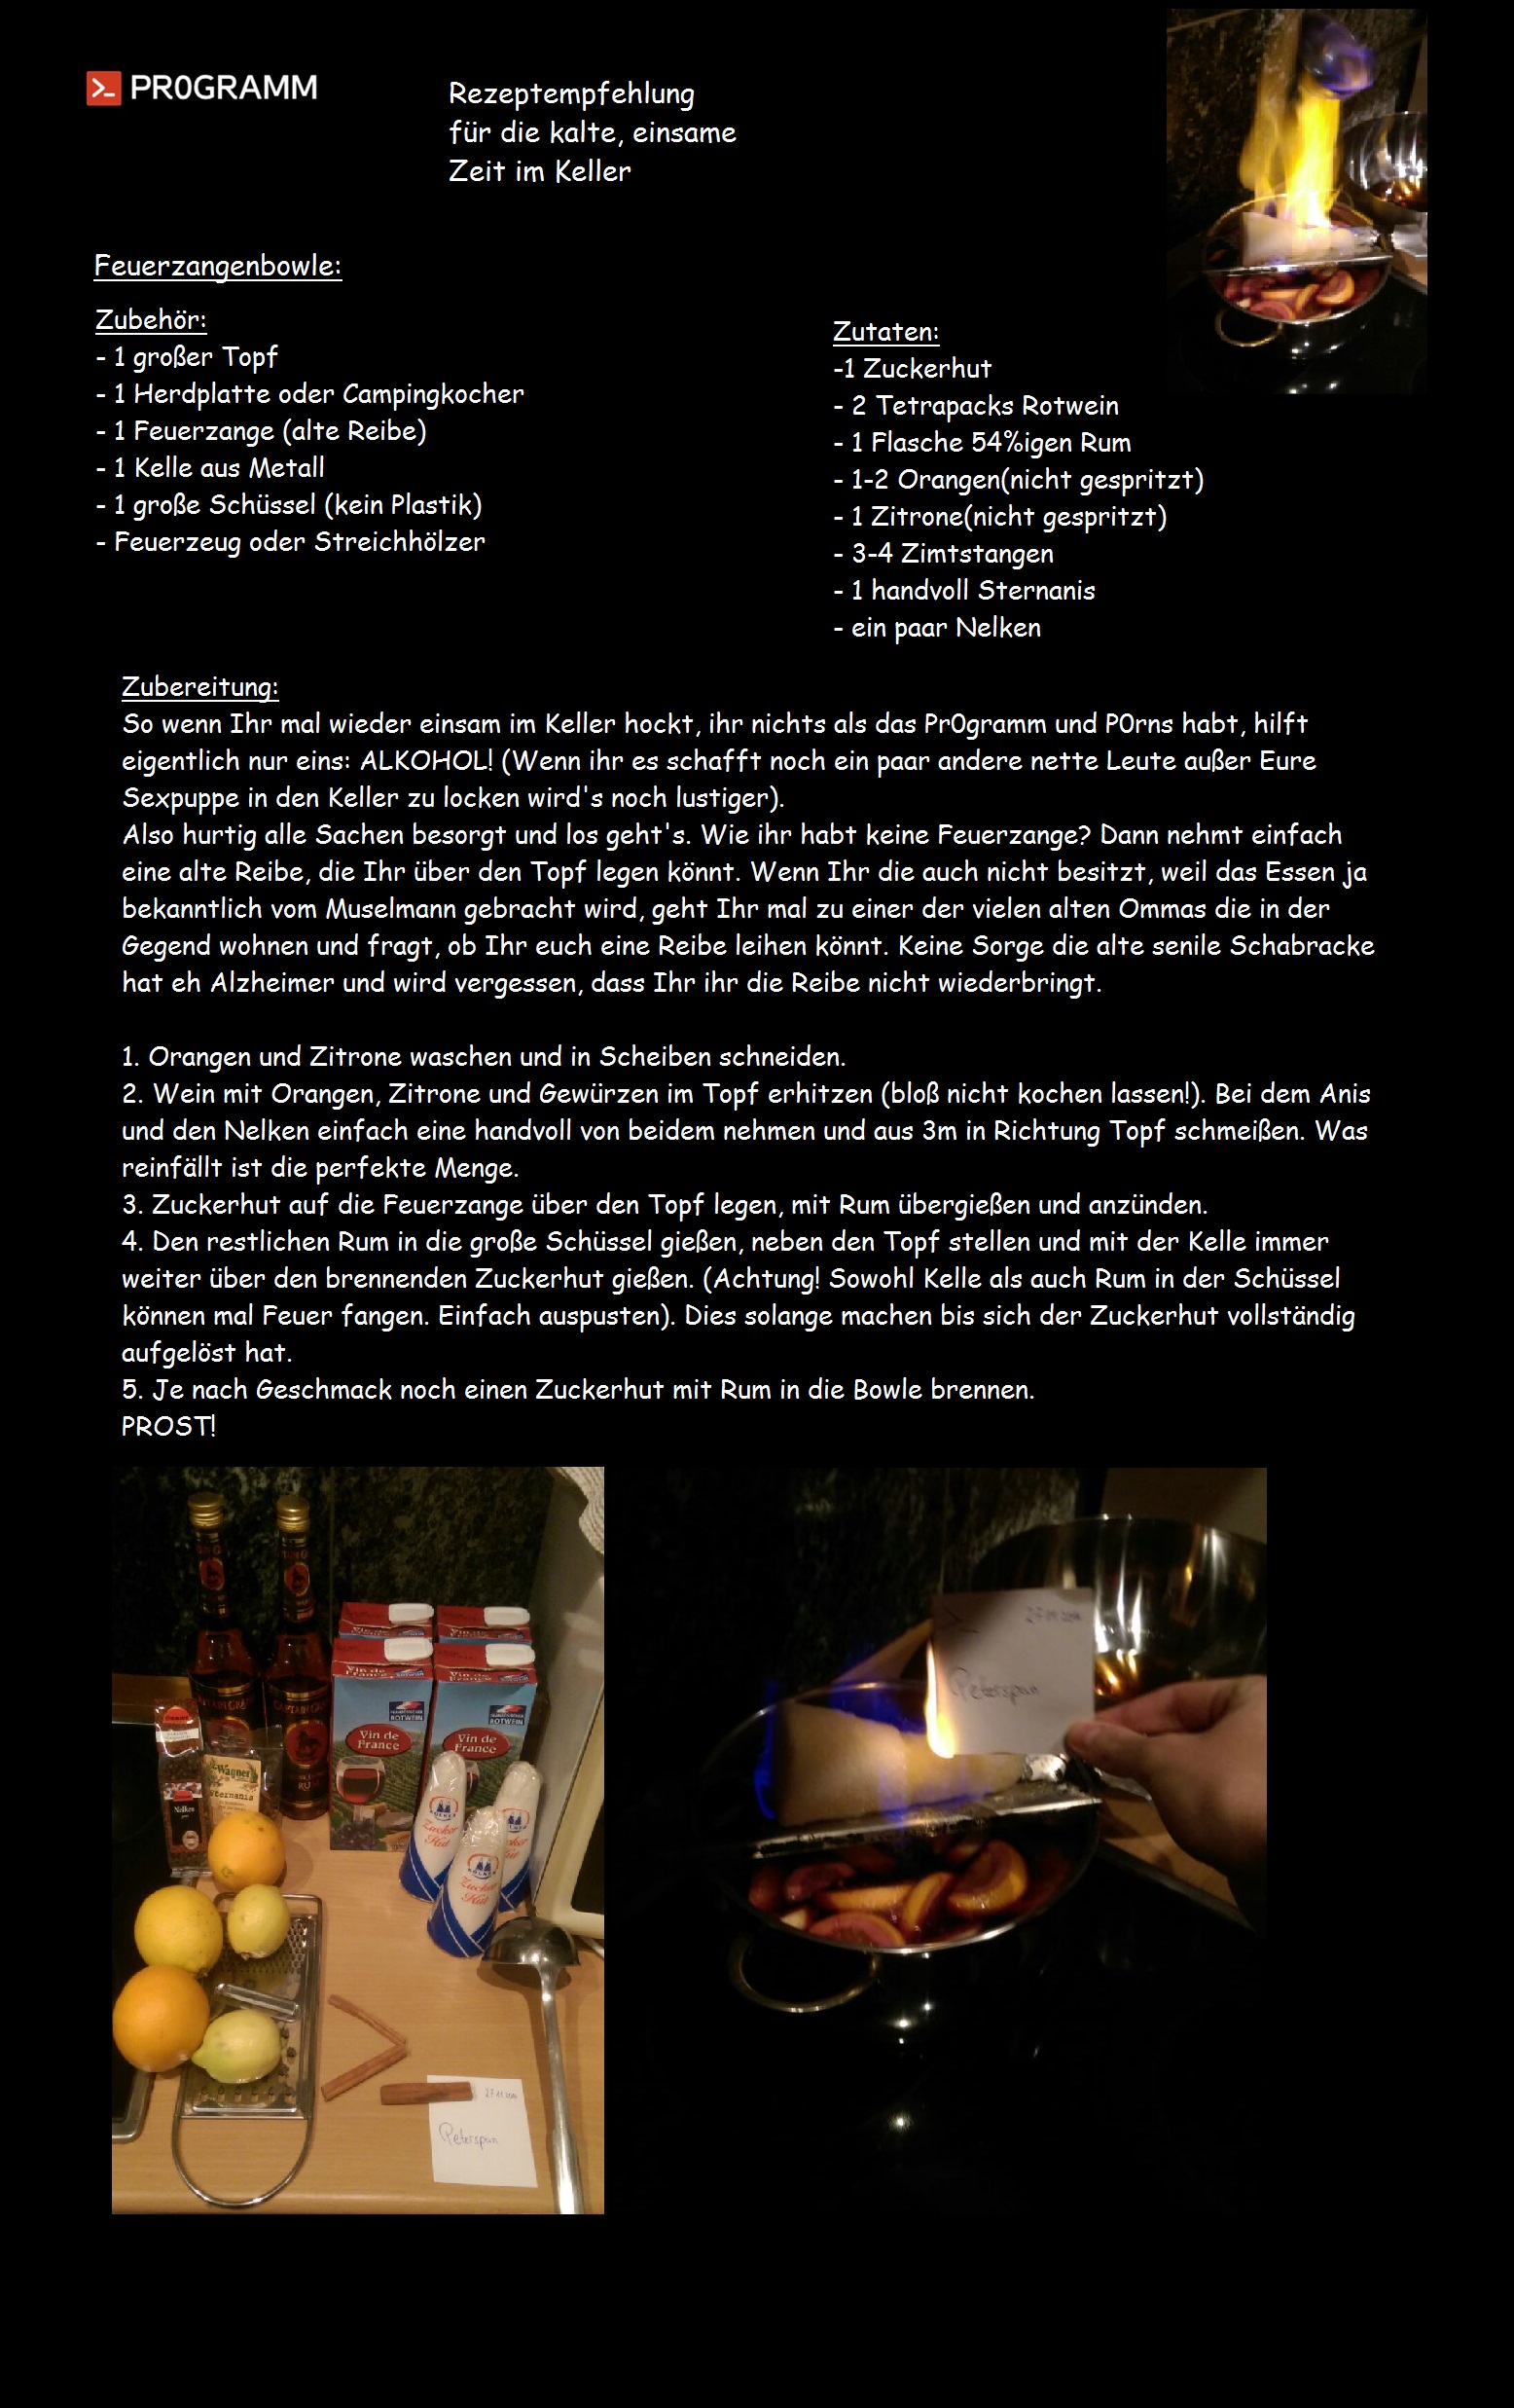 PR0GRAMM
Rezeptempfehlung
für die kalte, einsame
Zeit im Keller
Feuerzangenbowle:
Zubehör:
- 1 großer Topf
- 1 Herdplatte oder Campingkocher
- 1 Feuerzange (alte Reibe)
- 1 Kelle aus Metall
- 1 große Schüssel (kein Plastik)
- Feuerzeug oder Streichhölzer
Zutaten:
-1 Zuckerhut
- 2 Tetrapacks Rotwein
- 1 Flasche 54%igen Rum
- 1-2 Orangen(nicht gespritzt)
- 1 Zitrone(nicht gespritzt)
- 3-4 Zimtstangen
- 1 handvoll Sternanis
- ein paar Nelken
Zubereitung:
So wenn Ihr mal wieder einsam im Keller hockt, ihr nichts als das Pr0gramm und P0rns habt, hilft
eigentlich nur eins: ALKOHOL! (Wenn ihr es schafft noch ein paar andere nette Leute außer Eure
Sexpuppe in den Keller zu locken wird's noch lustiger).
Also hurtig alle Sachen besorgt und los geht's. Wie ihr habt keine Feuerzange? Dann nehmt einfach
eine alte Reibe, die Ihr über den Topf legen könnt. Wenn Ihr die auch nicht besitzt, weil das Essen ja
bekanntlich vom Muselmann gebracht wird, geht Ihr mal zu einer der vielen alten Ommas die in der
Gegend wohnen und fragt, ob Ihr euch eine Reibe leihen könnt. Keine Sorge die alte senile Schabracke
hat eh Alzheimer und wird vergessen, dass Ihr ihr die Reibe nicht wiederbringt.
1. Orangen und Zitrone waschen und in Scheiben schneiden.
2. Wein mit Orangen, Zitrone und Gewürzen im Topf erhitzen (bloß nicht kochen lassen!). Bei dem Anis
und den Nelken einfach eine handvoll von beidem nehmen und aus 3m in Richtung Topf schmeißen. Was
reinfällt ist die perfekte Menge.
3. Zuckerhut auf die Feuerzange über den Topf legen, mit Rum übergießen und anzünden.
4. Den restlichen Rum in die große Schüssel gießen, neben den Topf stellen und mit der Kelle immer
weiter über den brennenden Zuckerhut gießen. (Achtung! Sowohl Kelle als auch Rum in der Schüssel
können mal Feuer fangen. Einfach auspusten). Dies solange machen bis sich der Zuckerhut vollständig
aufgelöst hat.
5. Je nach Geschmack noch einen Zuckerhut mit Rum in die Bowle brennen.
PROST!
Vin de
France
ROTWEIN
Vin de
France
ROTWEIN
Vin de
France
Vin de
France
Wagner
Sternanis
Nelken
RUM
Zucker
Hut
Zucker
Hut
Peterspan
Peterspan